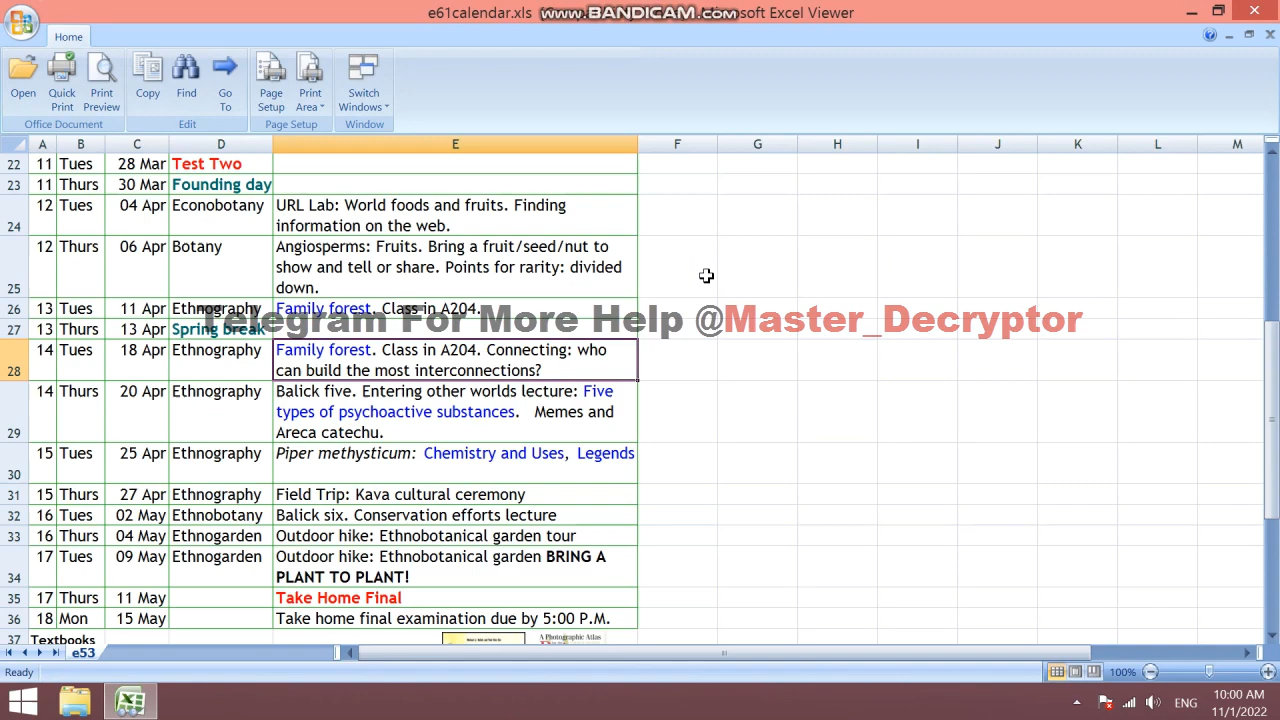 e61calendar.xls
www.BANDICAM.com
Microsoft Excel Viewer
Home
Open
Quick Print
Print Preview
Copy
Find
Go To
Page Setup
Print Area
Switch Windows
Office Document
Edit
Page Setup
Window
A B C D E F G H I J K L M
22 11 Tues 28 Mar Test Two
23 11 Thurs 30 Mar Founding day
24 12 Tues 04 Apr Econobotany URL Lab: World foods and fruits. Finding
information on the web.
25 12 Thurs 06 Apr Botany Angiosperms: Fruits. Bring a fruit/seed/nut to
show and tell or share. Points for rarity: divided
down.
26 13 Tues 11 Apr Ethnography Family forest. Class in A204.
Telegram For More Help @Master_Decryptor
27 13 Thurs 13 Apr Spring break
28 14 Tues 18 Apr Ethnography Family forest. Class in A204. Connecting: who
can build the most interconnections?
29 14 Thurs 20 Apr Ethnography Balick five. Entering other worlds lecture: Five
types of psychoactive substances. Memes and
Areca catechu.
30 15 Tues 25 Apr Ethnography Piper methysticum: Chemistry and Uses, Legends
31 15 Thurs 27 Apr Ethnography Field Trip: Kava cultural ceremony
32 16 Tues 02 May Ethnobotany Balick six. Conservation efforts lecture
33 16 Thurs 04 May Ethnogarden Outdoor hike: Ethnobotanical garden tour
34 17 Tues 09 May Ethnogarden Outdoor hike: Ethnobotanical garden BRING A
PLANT TO PLANT!
35 17 Thurs 11 May Take Home Final
36 18 Mon 15 May Take home final examination due by 5:00 P.M.
37 Textbooks
A Photographic Atlas
e53
Ready
100%
ENG
10:00 AM
11/1/2022